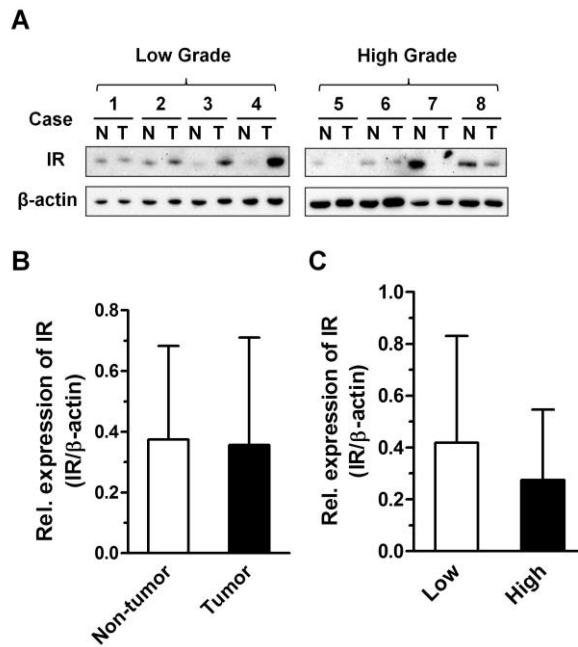 A
Low Grade High Grade
Case 1 2 3 4 5 6 7 8
N T N T N T N T N T N T N T N T
IR
β-actin
B
Rel. expression of IR
(IR/β-actin)
0.8
0.6
0.4
0.2
0.0
Non-tumor Tumor
C
Rel. expression of IR
(IR/β-actin)
1.0
0.8
0.6
0.4
0.2
0.0
Low High